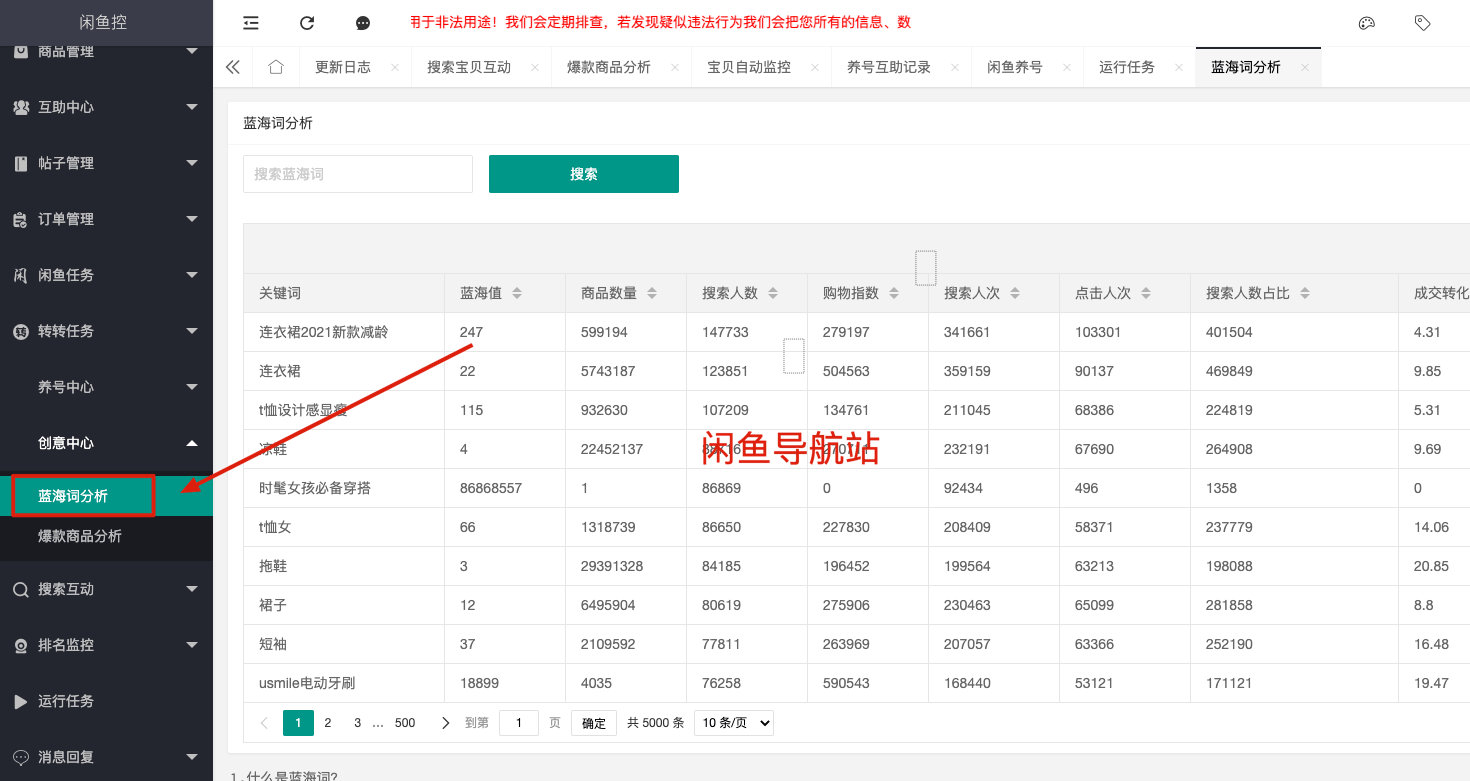 闲鱼控
用于非法用途！我们会定期排查，若发现疑似违法行为我们会把您所有的信息、数
商品管理
互助中心
帖子管理
订单管理
闲鱼任务
转转任务
养号中心
创意中心
蓝海词分析
爆款商品分析
搜索互动
排名监控
运行任务
消息回复
更新日志
搜索宝贝互动
爆款商品分析
宝贝自动监控
养号互助记录
闲鱼养号
运行任务
蓝海词分析
蓝海词分析
搜索蓝海词 搜索
关键词 蓝海值 商品数量 搜索人数 购物指数 搜索人次 点击人次 搜索人数占比 成交转化
连衣裙2021新款减龄 247 599194 147733 279197 341661 103301 401504 4.31
连衣裙 22 5743187 123851 504563 359159 90137 469849 9.85
t恤设计感显瘦 115 932630 107209 134761 211045 68386 224819 5.31
凉鞋 4 22452137 232191 67690 264908 9.69
闲鱼导航站
时髦女孩必备穿搭 86868557 1 86869 0 92434 496 1358 0
t恤女 66 1318739 86650 227830 208409 58371 237779 14.06
拖鞋 3 29391328 84185 196452 199564 63213 198088 20.85
裙子 12 6495904 80619 275906 230463 65099 281858 8.8
短袖 37 2109592 77811 263969 207057 63366 252190 16.48
usmile电动牙刷 18899 4035 76258 590543 168440 53121 171121 19.47
1 2 3 … 500 到第 1 页 确定 共 5000 条 10 条/页
1.什么是蓝海词?